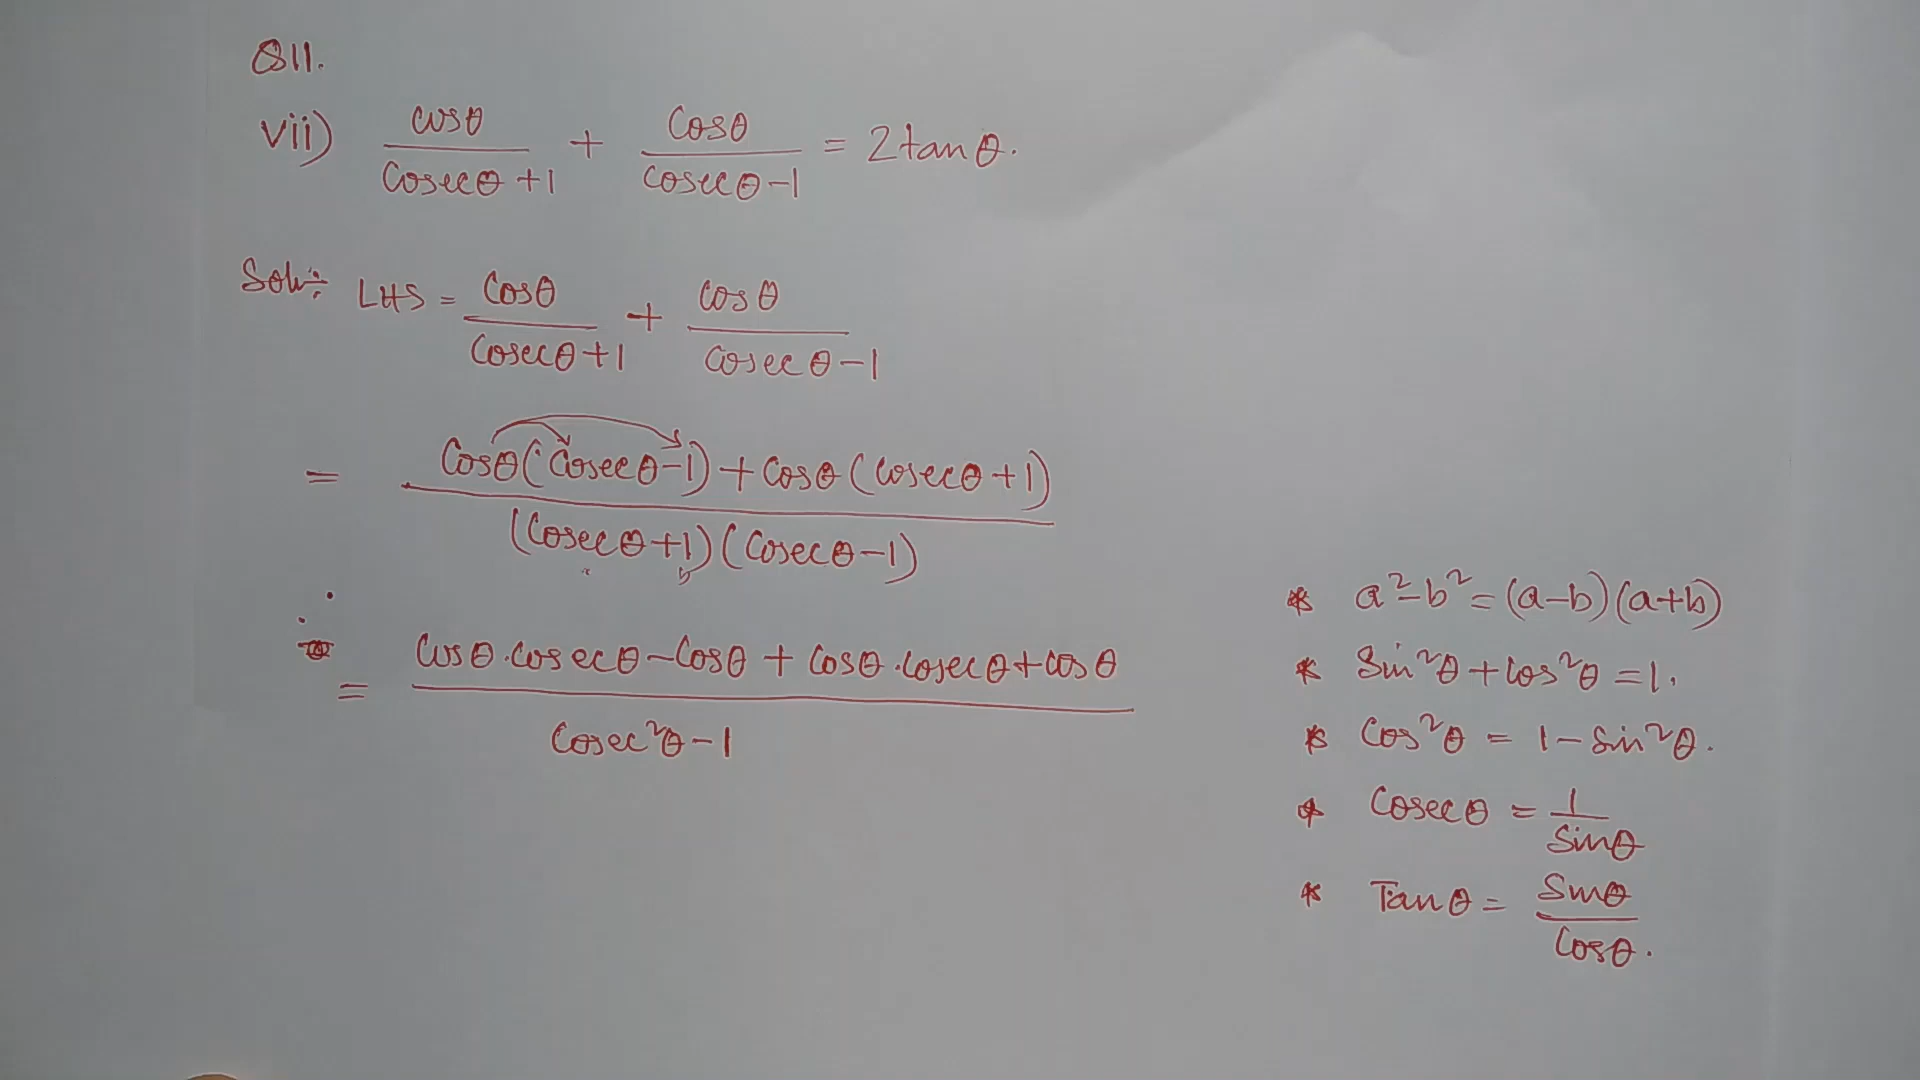 Q11.
vii) cosθ/(Cosecθ+1) + Cosθ/(cosecθ-1) = 2tanθ.
Soln: LHS = Cosθ/(Cosecθ+1) + Cosθ/(Cosecθ-1)
= (Cosθ(Cosecθ-1)+Cosθ(Cosecθ+1))/((Cosecθ+1)(Cosecθ-1))
∴
= (Cosθ.cosecθ-Cosθ+Cosθ.Cosecθ+cosθ)/(Cosec²θ-1)
* a²-b²=(a-b)(a+b)
* Sin²θ+Cos²θ=1.
* Cos²θ = 1-Sin²θ.
* Cosecθ = 1/Sinθ
* Tanθ = Sinθ/Cosθ.